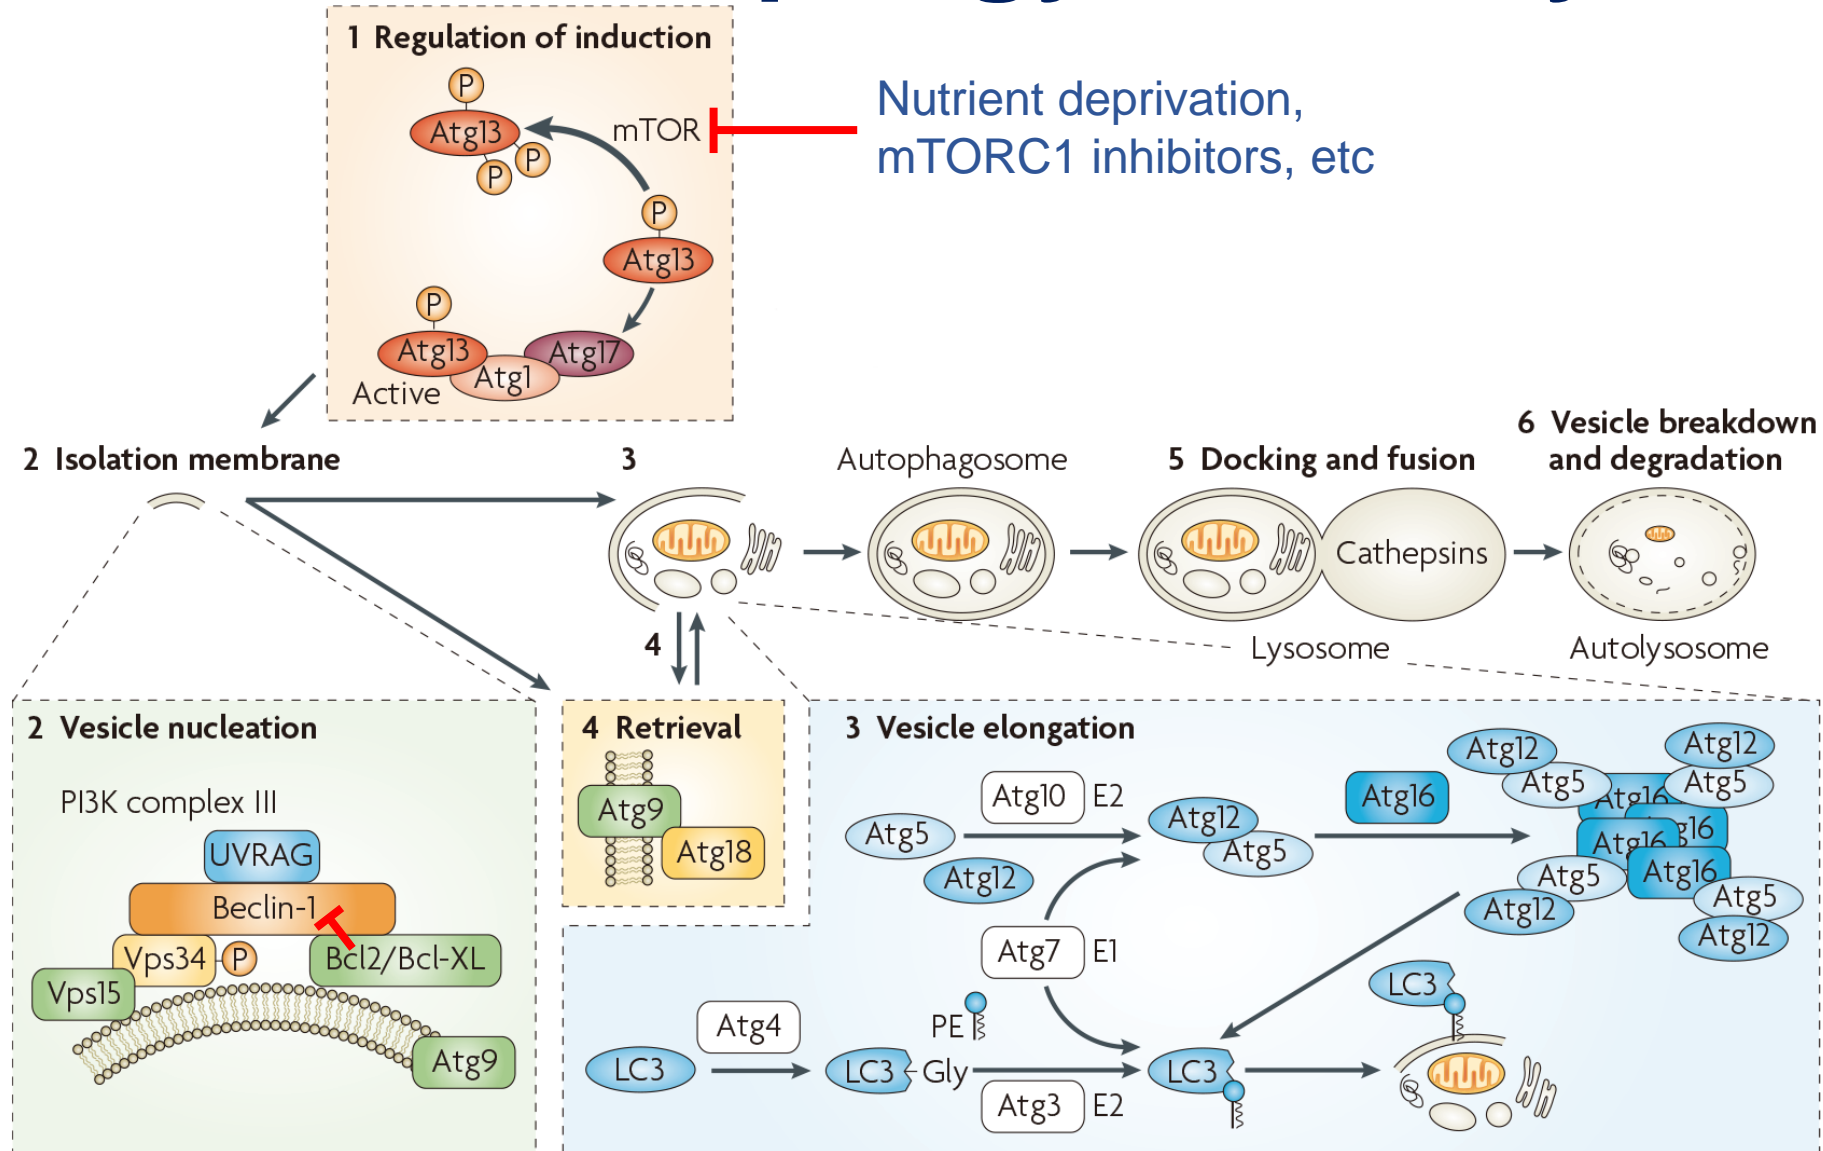 1 Regulation of induction
P
Atg13
P
P
mTOR
Nutrient deprivation,
mTORC1 inhibitors, etc
P
Atg13
P
Atg13
Atg17
Atg1
Active
2 Isolation membrane
3
Autophagosome
5 Docking and fusion
6 Vesicle breakdown
and degradation
Cathepsins
4
Lysosome
Autolysosome
2 Vesicle nucleation
PI3K complex III
UVRAG
Beclin-1
Vps34
P
Bcl2/Bcl-XL
Vps15
Atg9
4 Retrieval
Atg9
Atg18
3 Vesicle elongation
Atg5
Atg12
Atg10
E2
Atg12
Atg5
Atg16
Atg12
Atg5
Atg12
Atg5
Atg16
Atg16
Atg16
Atg5
Atg12
Atg5
Atg12
Atg7
E1
LC3
Atg4
LC3
Gly
PE
Atg3
E2
LC3
LC3